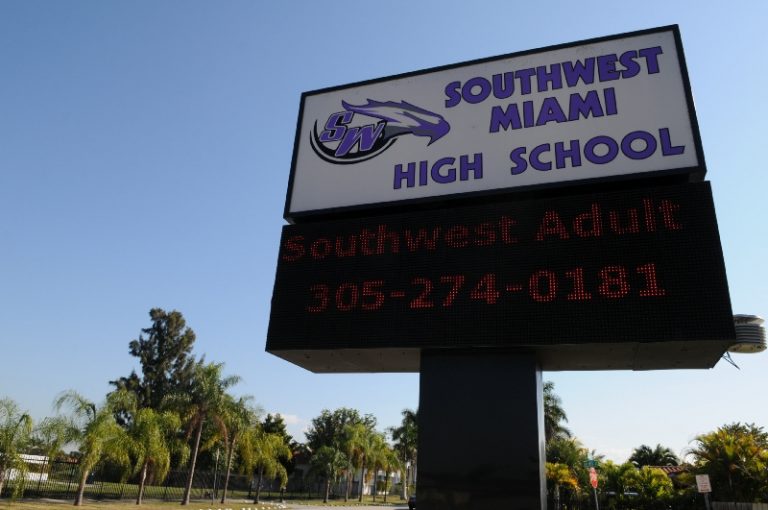 SOUTHWEST
MIAMI
SW
HIGH SCHOOL
Southwest Adult
305-274-0181